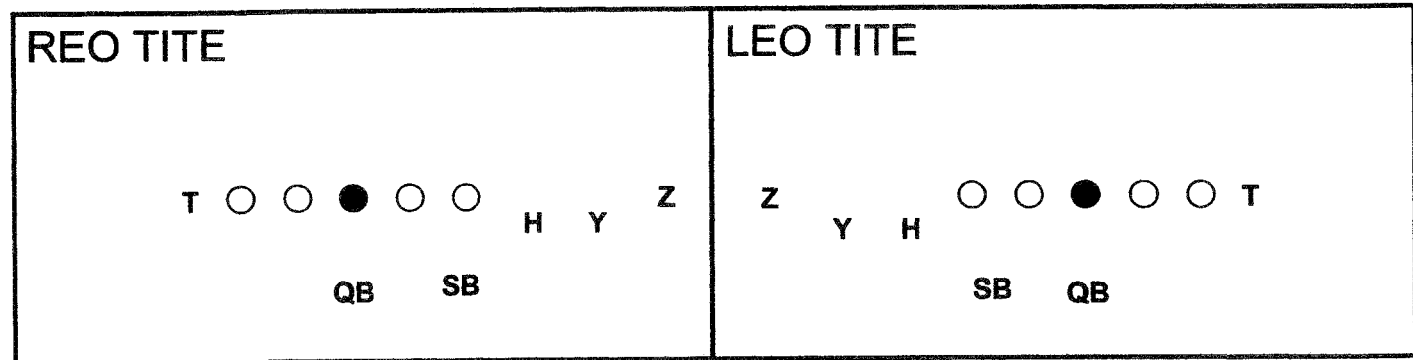 REO TITE
T
H Y Z
QB SB
LEO TITE
Z Y H
T
SB QB